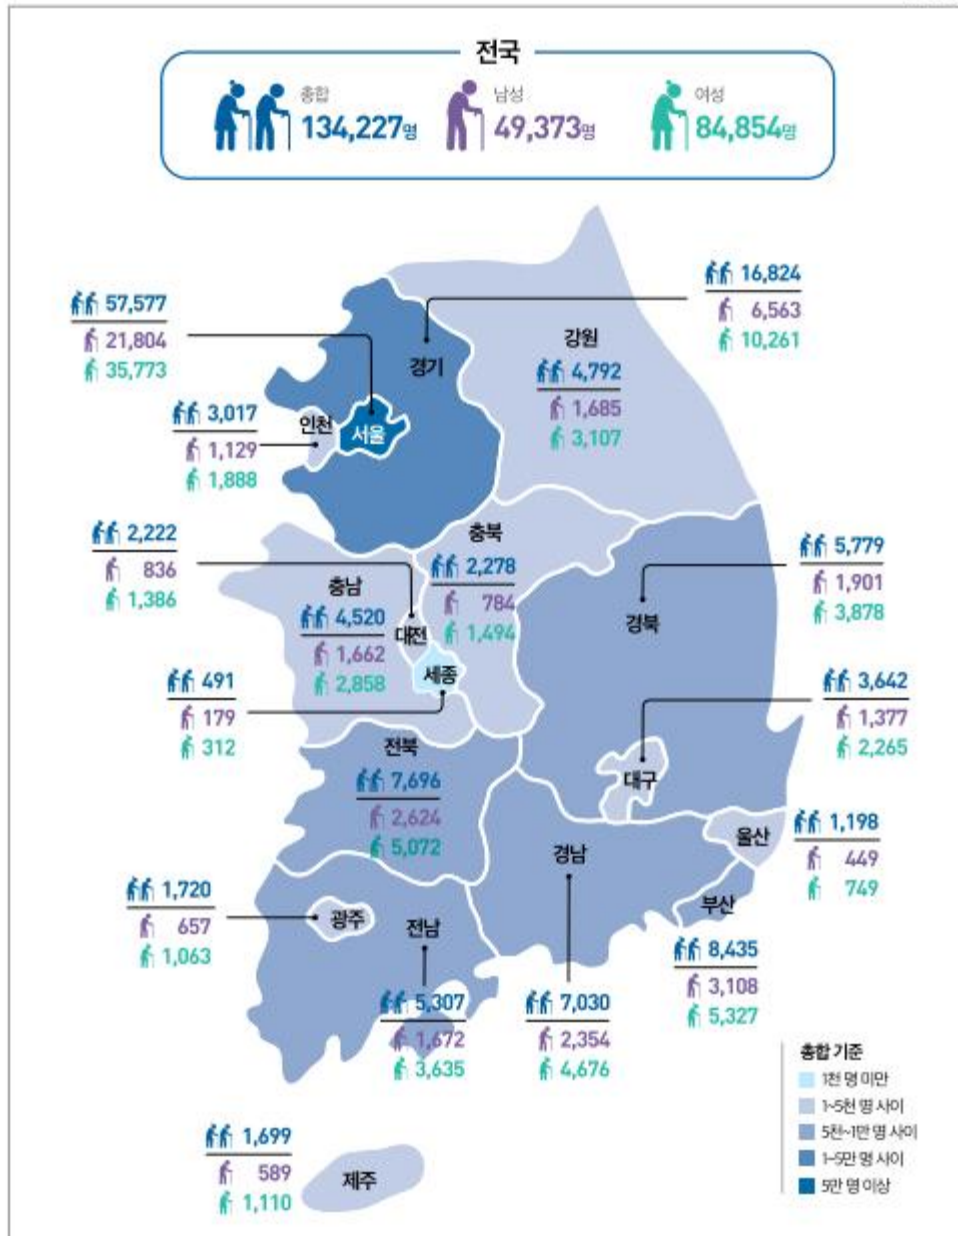 전국
총합
134,227명
남성
49,373명
여성
84,854명
16,824
6,563
10,261
57,577
21,804
35,773
경기
강원
4,792
1,685
3,107
3,017
1,129
1,888
인천
서울
2,222
836
1,386
충북
2,278
784
1,494
5,779
1,901
3,878
충남
4,520
1,662
2,858
대전
경북
세종
491
179
312
3,642
1,377
2,265
전북
7,696
2,624
5,072
대구
울산
1,198
449
749
경남
1,720
657
1,063
광주
전남
부산
8,435
3,108
5,327
5,307
1,672
3,635
7,030
2,354
4,676
총합 기준
1천 명 미만
1~5천 명 사이
5천~1만 명 사이
1~5만 명 사이
5만 명 이상
1,699
589
1,110
제주